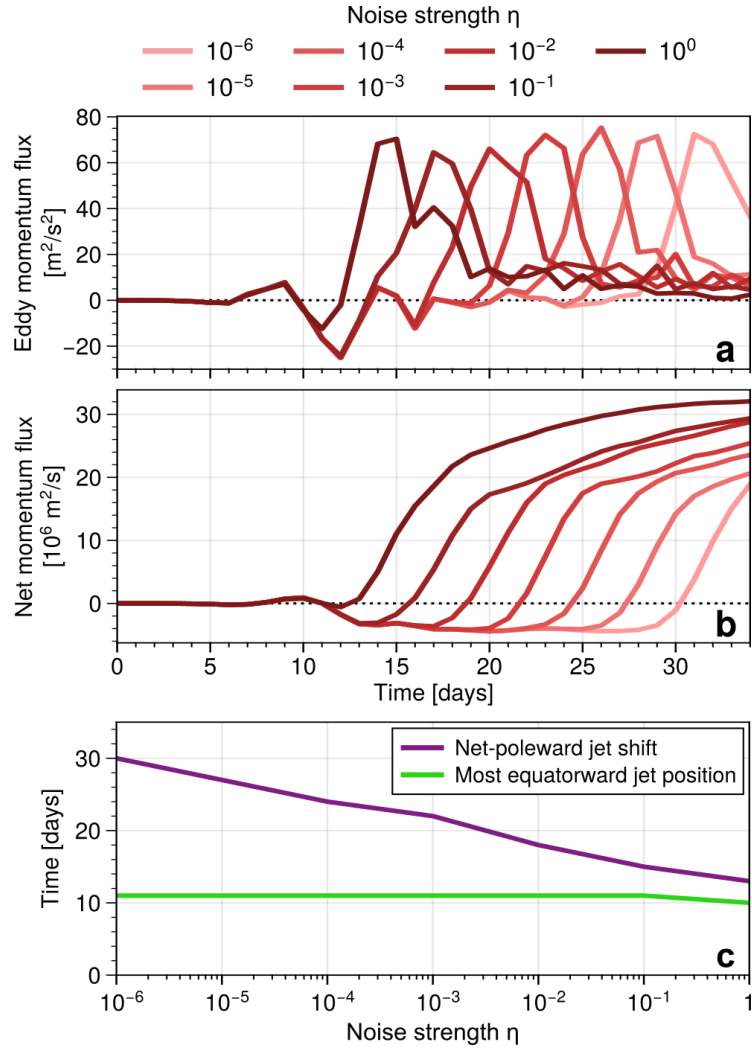 Noise strength η
10⁻⁶ 10⁻⁴ 10⁻² 10⁰
10⁻⁵ 10⁻³ 10⁻¹
Eddy momentum flux
[m²/s²]
80
60
40
20
0
−20
a
Net momentum flux
[10⁶ m²/s]
30
20
10
0
b
0 5 10 15 20 25 30
Time [days]
Time [days]
30
20
10
0
Net-poleward jet shift
Most equatorward jet position
c
10⁻⁶ 10⁻⁵ 10⁻⁴ 10⁻³ 10⁻² 10⁻¹ 1
Noise strength η